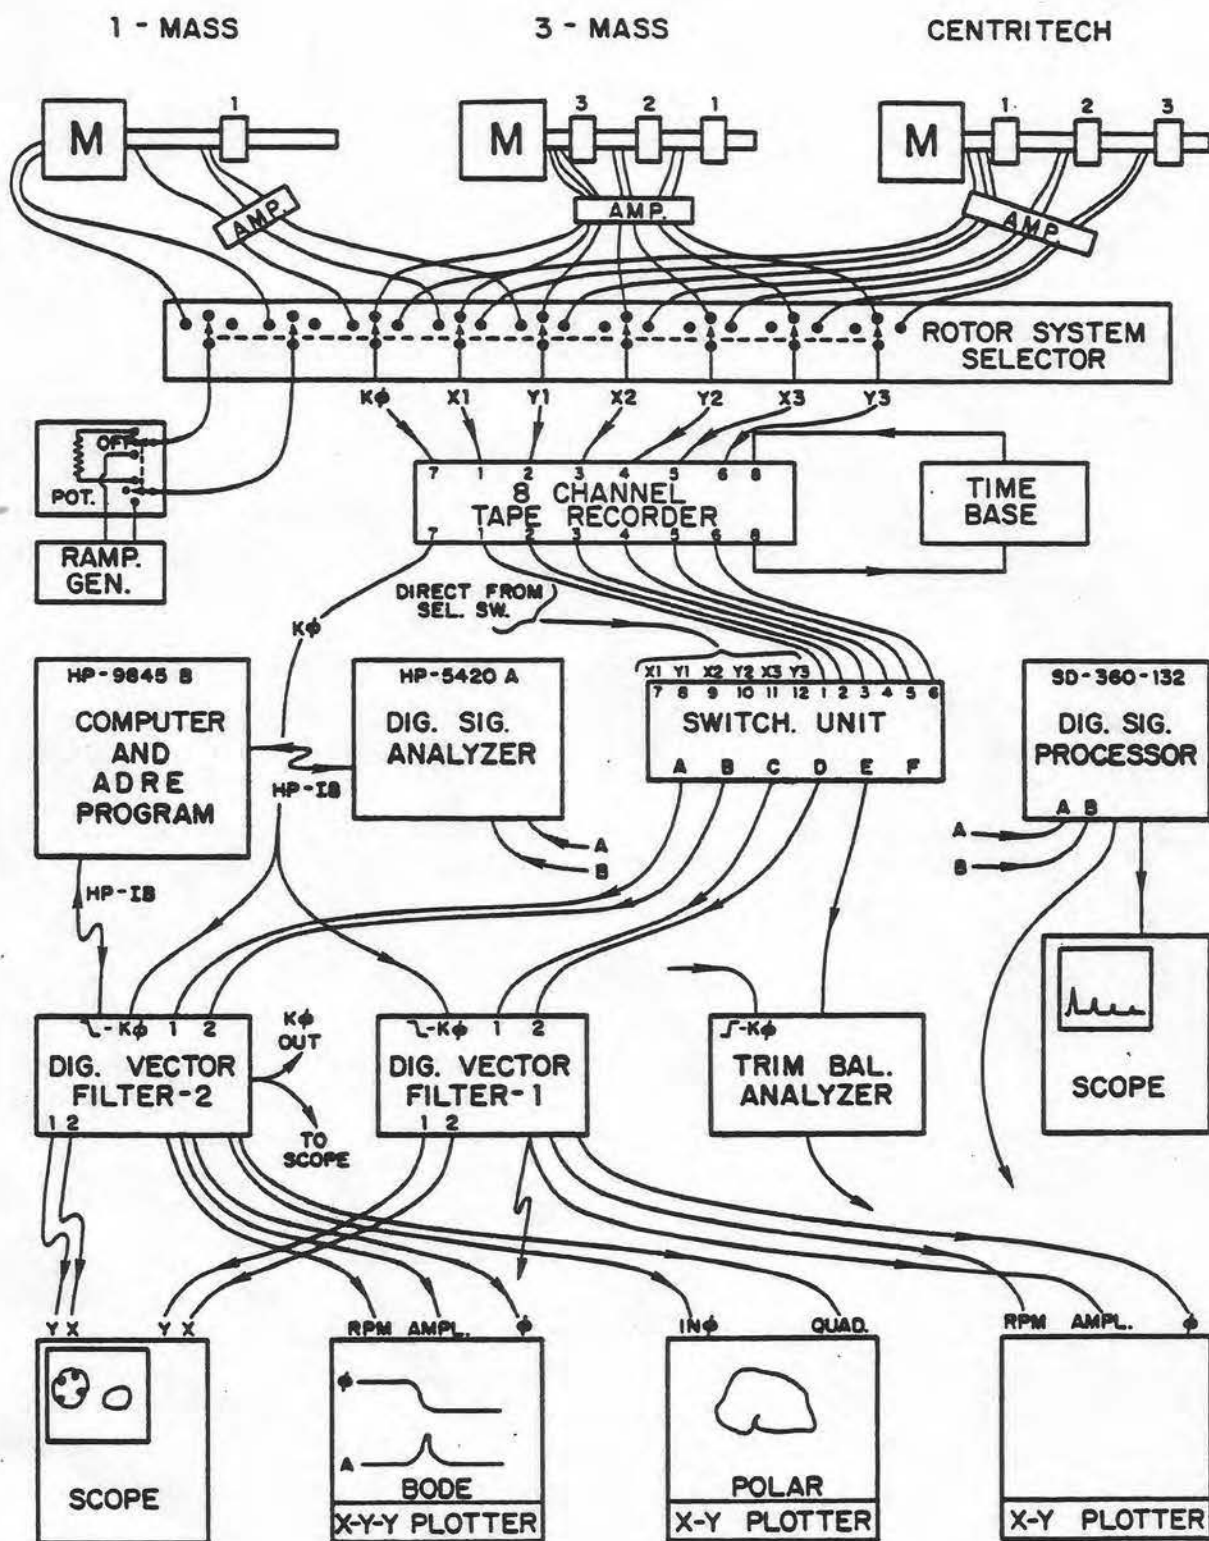 1 - MASS
3 - MASS
CENTRITECH
M
1
M
3 2 1
M
1 2 3
AMP.
AMP.
AMP.
ROTOR SYSTEM
SELECTOR
Kϕ X1 Y1 X2 Y2 X3 Y3
OFF
POT.
RAMP.
GEN.
7 1 2 3 4 5 6 8
8 CHANNEL
TAPE RECORDER
7 1 2 3 4 5 6 8
TIME
BASE
DIRECT FROM
SEL. SW.
Kϕ
HP-9845 B
COMPUTER
AND
ADRE
PROGRAM
HP-5420 A
DIG. SIG.
ANALYZER
HP-IB
A
B
X1 Y1 X2 Y2 X3 Y3
7 8 9 10 11 12 1 2 3 4 5 6
SWITCH. UNIT
A B C D E F
SD-360-132
DIG. SIG.
PROCESSOR
A B
A
B
HP-IB
-Kϕ 1 2
DIG. VECTOR
FILTER-2
1 2
Kϕ
OUT
TO
SCOPE
-Kϕ 1 2
DIG. VECTOR
FILTER-1
1 2
-Kϕ
TRIM BAL.
ANALYZER
SCOPE
Y X Y X
SCOPE
RPM AMPL. ϕ
ϕ
A
BODE
X-Y-Y PLOTTER
INϕ QUAD.
POLAR
X-Y PLOTTER
RPM AMPL. ϕ
X-Y PLOTTER